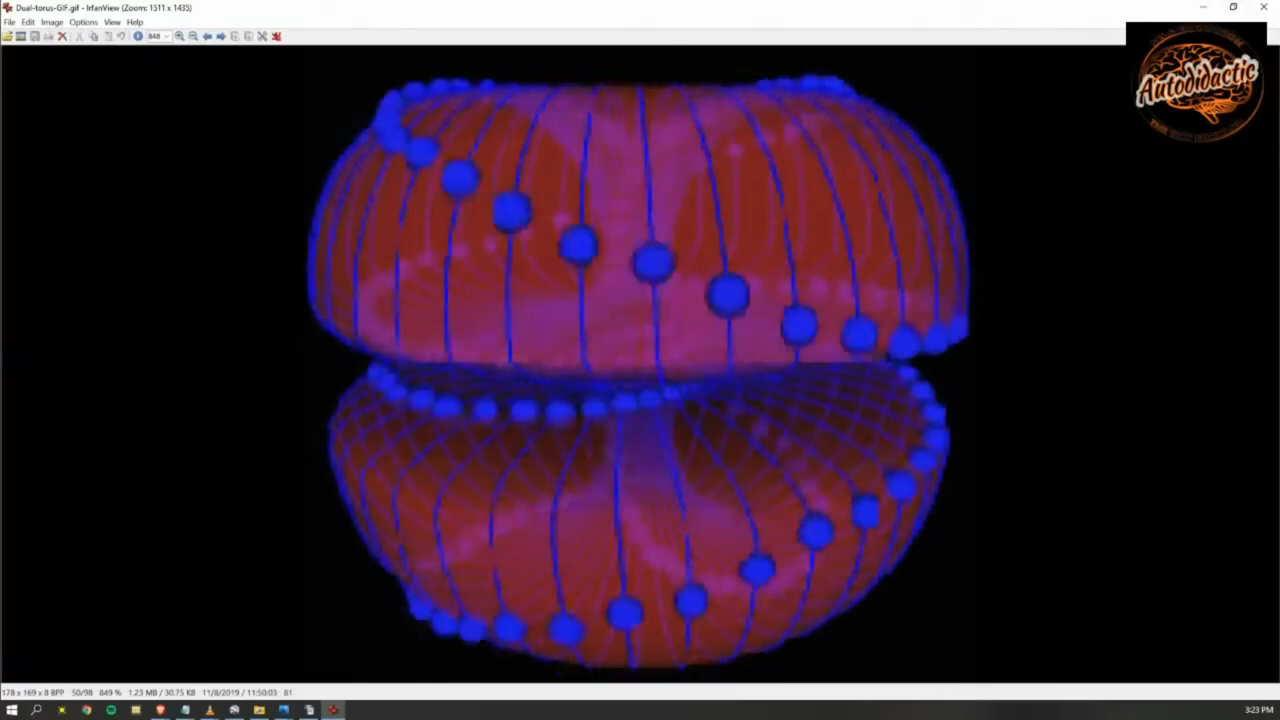 Dual-torus-GIF.gif - IrfanView (Zoom: 1511 x 1435)
File Edit Image Options View Help
848
Autodidactic
178 x 169 x 8 BPP 50/98 849 % 1.23 MB / 30.75 KB 11/8/2019 / 11:50:03 81
3:23 PM